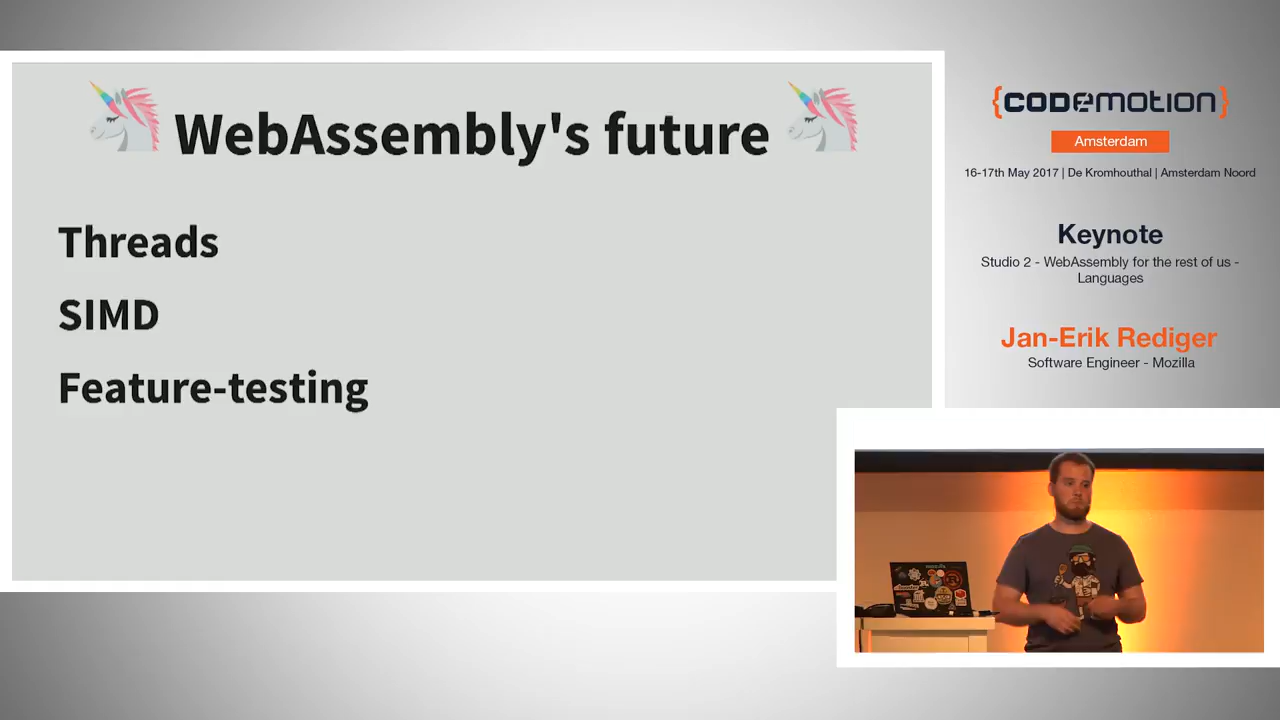 WebAssembly's future
Threads
SIMD
Feature-testing
{CODEMOTION}
Amsterdam
16-17th May 2017 | De Kromhouthal | Amsterdam Noord
Keynote
Studio 2 - WebAssembly for the rest of us -
Languages
Jan-Erik Rediger
Software Engineer - Mozilla